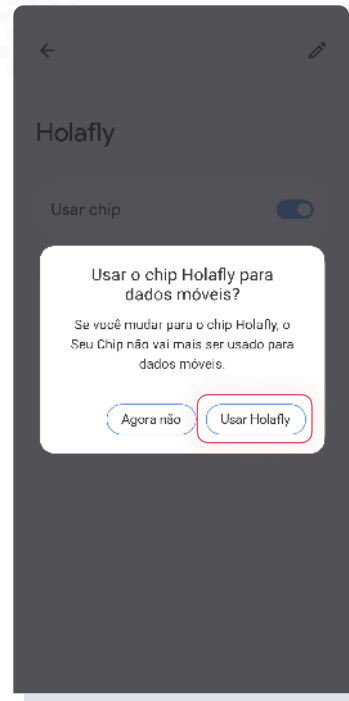 Holafly
Usar chip
Usar o chip Holafly para
dados móveis?
Se você mudar para o chip Holafly, o
Seu Chip não vai mais ser usado para
dados móveis.
Agora não
Usar Holafly